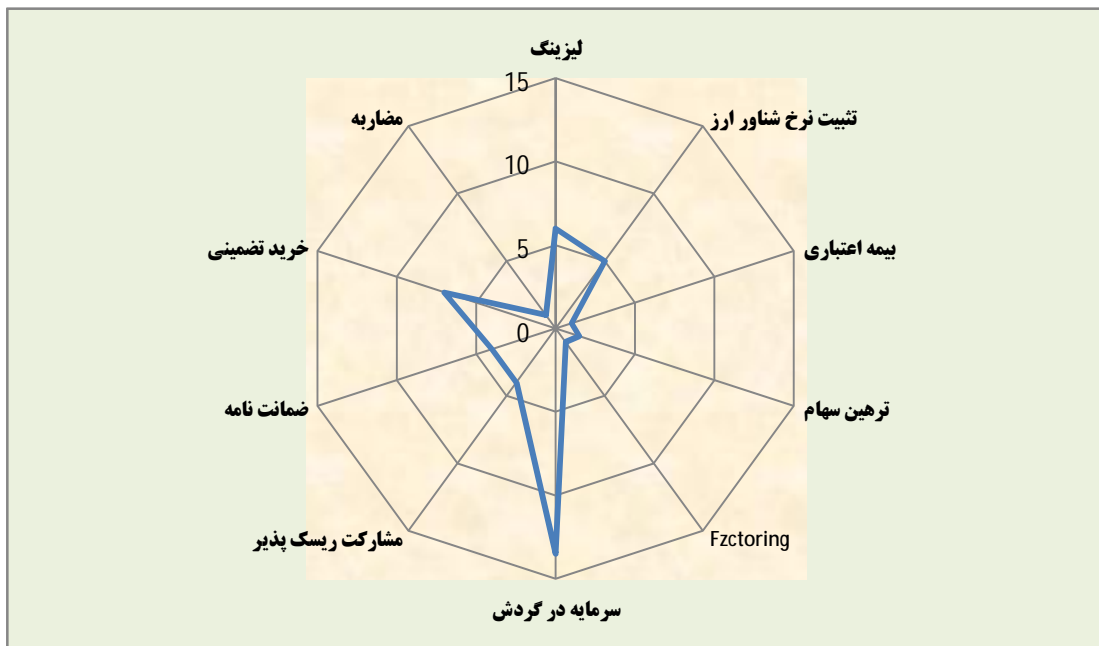 لیزینگ
15
تثبیت نرخ شناور ارز
مضاربه
10
بیمه اعتباری
خرید تضمینی
5
0
ترهین سهام
ضمانت نامه
Fzctoring
مشارکت ریسک پذیر
سرمایه در گردش